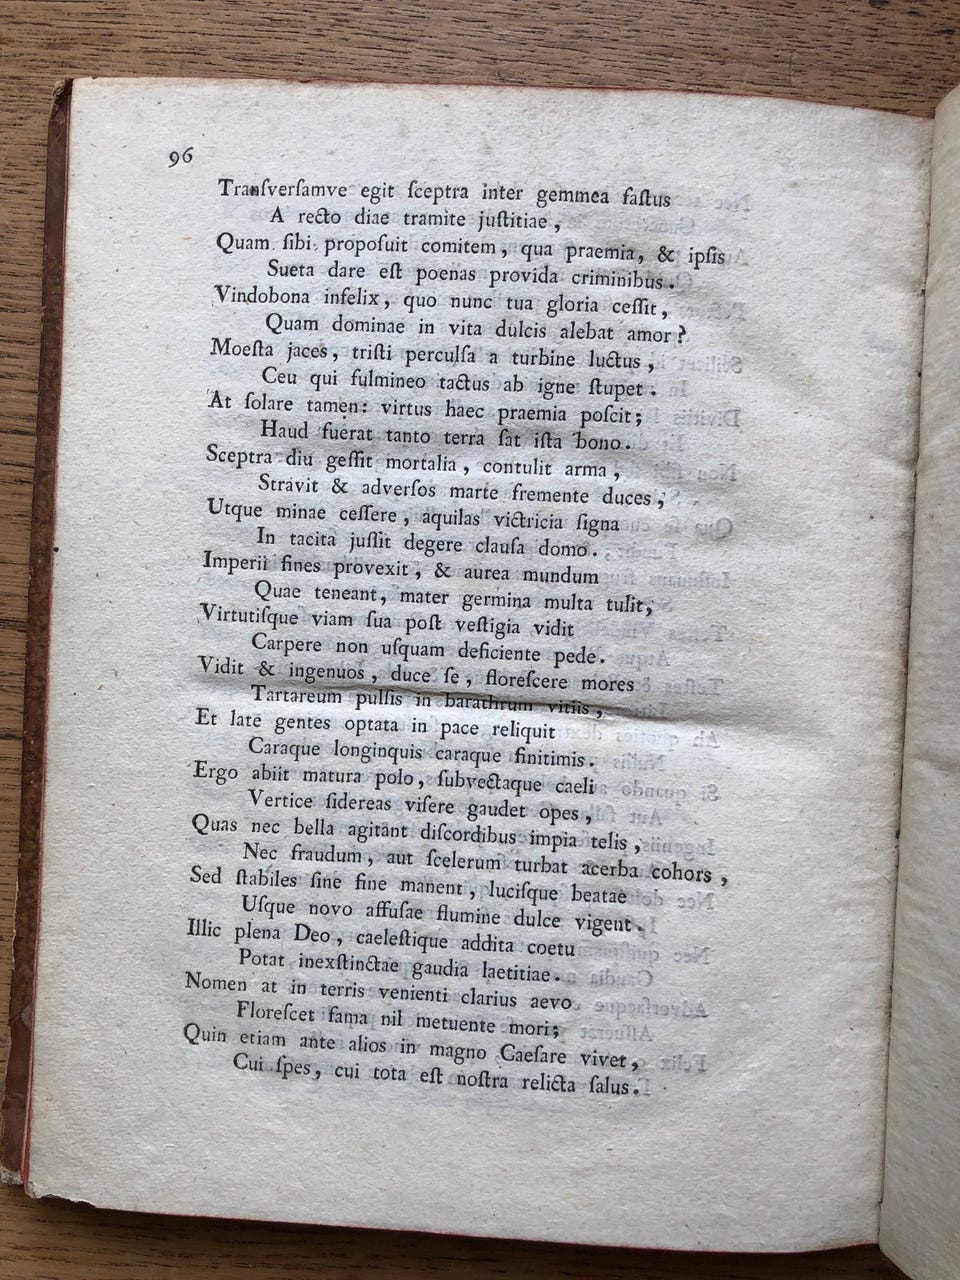 96
Tranſverſamve egit ſceptra inter gemmea faſtus
A recto diae tramite juſtitiae,
Quam ſibi propoſuit comitem, qua praemia, & ipſis
Sueta dare eſt poenas provida criminibus.
Vindobona infelix, quo nunc tua gloria ceſſit,
Quam dominae in vita dulcis alebat amor?
Moeſta jaces, triſti perculſa a turbine luctus,
Ceu qui fulmineo tactus ab igne ſtupet.
At ſolare tamen: virtus haec praemia poſcit;
Haud fuerat tanto terra ſat iſta bono.
Sceptra diu geſſit mortalia, contulit arma,
Stravit & adverſos marte fremente duces;
Utque minae ceſſere, aquilas victricia ſigna
In tacita juſſit degere clauſa domo.
Imperii fines provexit, & aurea mundum
Quae teneant, mater germina multa tulit;
Virtutiſque viam ſua poſt veſtigia vidit
Carpere non uſquam deficiente pede.
Vidit & ingenuos, duce ſe, floreſcere mores
Tartareum pulſis in barathrum vitiis,
Et late gentes optata in pace reliquit
Caraque longinquis caraque finitimis.
Ergo abiit matura polo, ſubvectaque caeli
Vertice ſidereas viſere gaudet opes,
Quas nec bella agitant diſcordibus impia telis,
Nec fraudum, aut ſcelerum turbat acerba cohors,
Sed ſtabiles ſine fine manent, luciſque beatae
Uſque novo affuſae flumine dulce vigent.
Illic plena Deo, caeleſtique addita coetu
Potat inexſtinctae gaudia laetitiae.
Nomen at in terris venienti clarius aevo
Floreſcet fama nil metuente mori;
Quin etiam ante alios in magno Caeſare vivet,
Cui ſpes, cui tota eſt noſtra relicta ſalus.